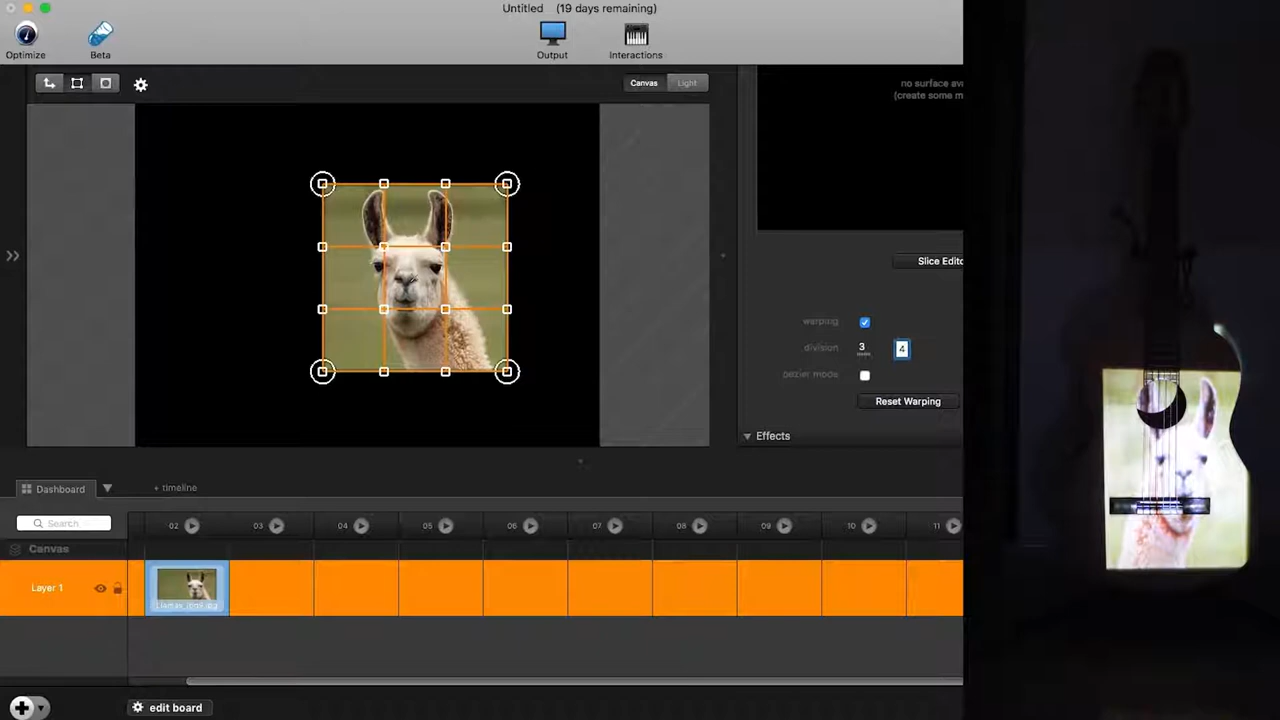 Untitled (19 days remaining)
Optimize
Beta
Output
Interactions
Canvas
Light
no surface ava
(create some m
Slice Edito
warping
division
3
4
bezier mode
Reset Warping
Effects
Dashboard
+ timeline
Search
02
03
04
05
06
07
08
09
10
11
Canvas
Layer 1
edit board